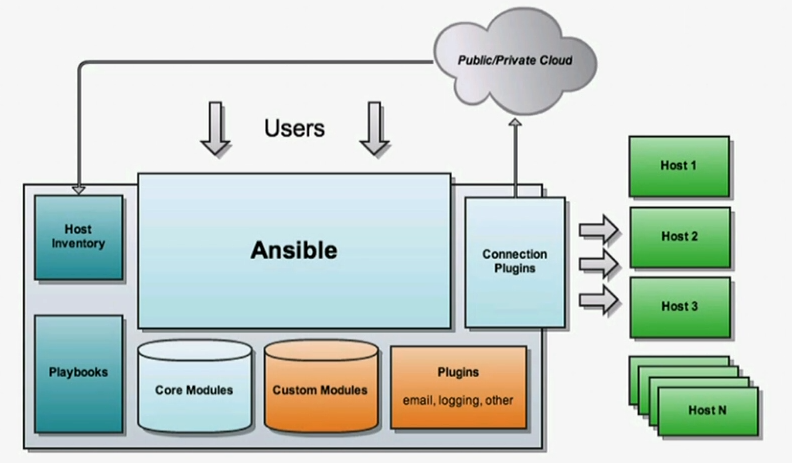 Public/Private Cloud
Users
Host
Inventory
Ansible
Connection
Plugins
Host 1
Host 2
Host 3
Playbooks
Core Modules
Custom Modules
Plugins
email, logging, other
Host N